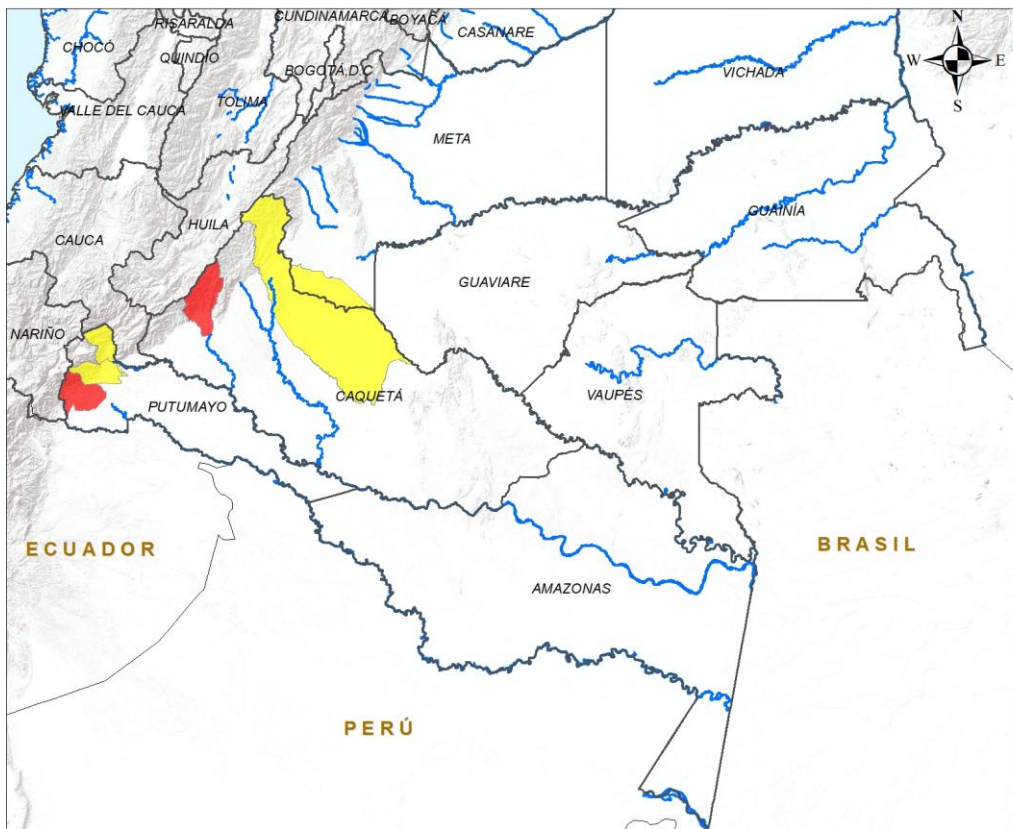 CUNDINAMARCA
BOYACÁ
RISARALDA
CASANARE
N
CHOCÓ
QUINDIO
W
E
BOGOTÁ,D.C
VICHADA
TOLIMA
S
VALLE DEL CAUCA
META
GUAINÍA
HUILA
CAUCA
GUAVIARE
NARIÑO
CAQUETÁ
VAUPÉS
PUTUMAYO
ECUADOR
BRASIL
AMAZONAS
PERÚ